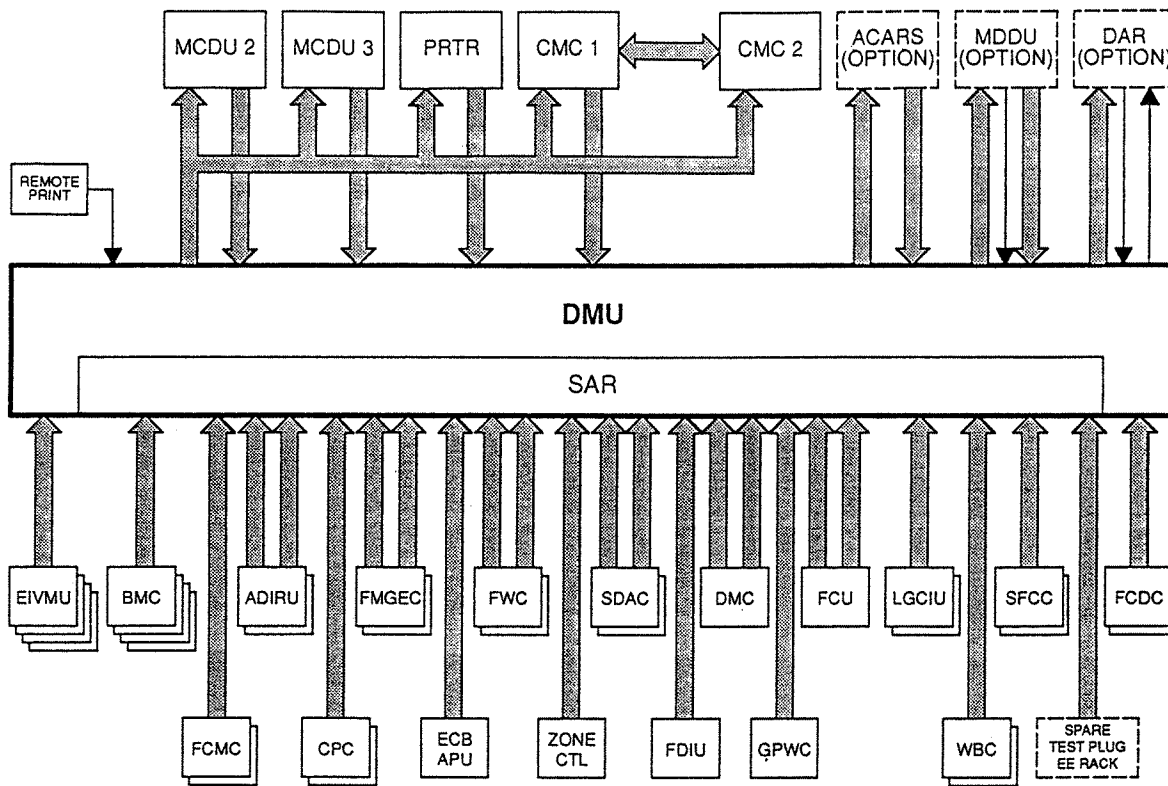 MCDU 2
MCDU 3
PRTR
CMC 1
CMC 2
ACARS
(OPTION)
MDDU
(OPTION)
DAR
(OPTION)
REMOTE
PRINT
DMU
SAR
EIVMU
BMC
ADIRU
FMGEC
FWC
SDAC
DMC
FCU
LGCIU
SFCC
FCDC
FCMC
CPC
ECB
APU
ZONE
CTL
FDIU
GPWC
WBC
SPARE
TEST PLUG
EE RACK